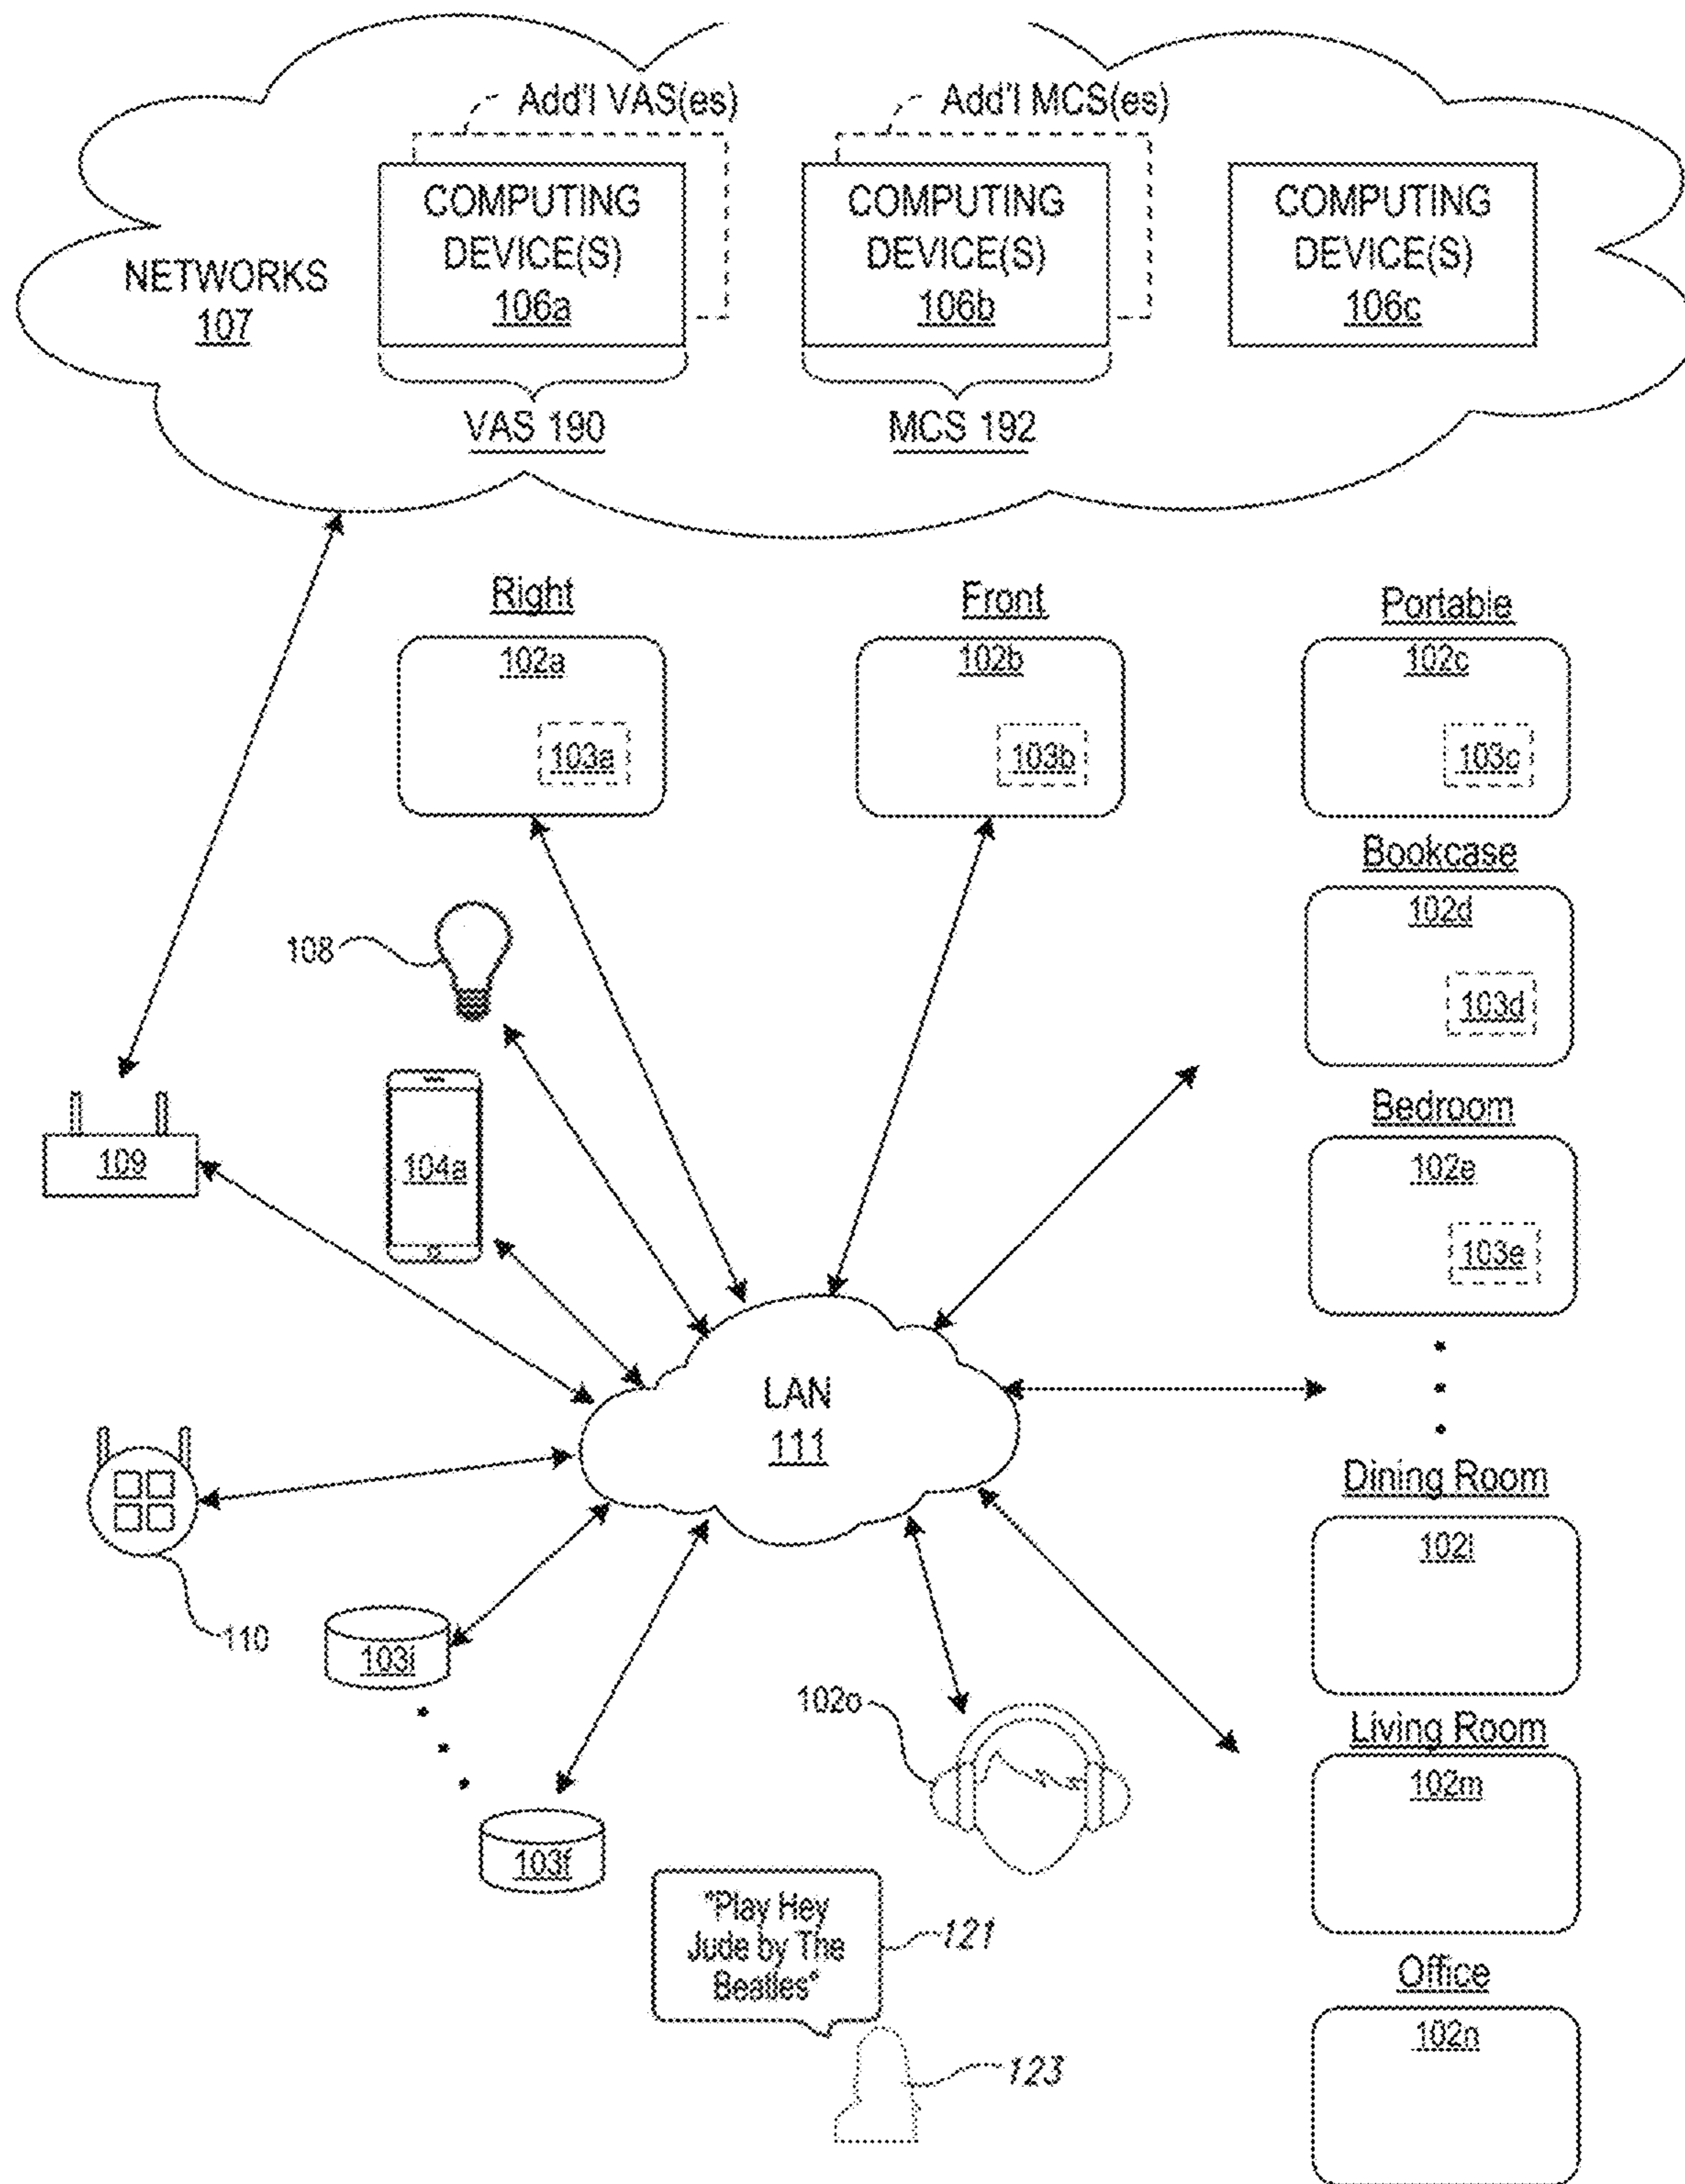 Add'l VAS(es)
Add'l MCS(es)
COMPUTING
DEVICE(S)
106a
COMPUTING
DEVICE(S)
106b
COMPUTING
DEVICE(S)
106c
NETWORKS
107
VAS 190
MCS 192
Right
102a
103a
Front
102b
103b
Portable
102c
103c
Bookcase
102d
103d
108
Bedroom
102e
103e
109
104a
LAN
111
Dining Room
102l
110
103i
102o
Living Room
102m
103f
"Play Hey
Jude by The
Beatles"
121
Office
102n
123